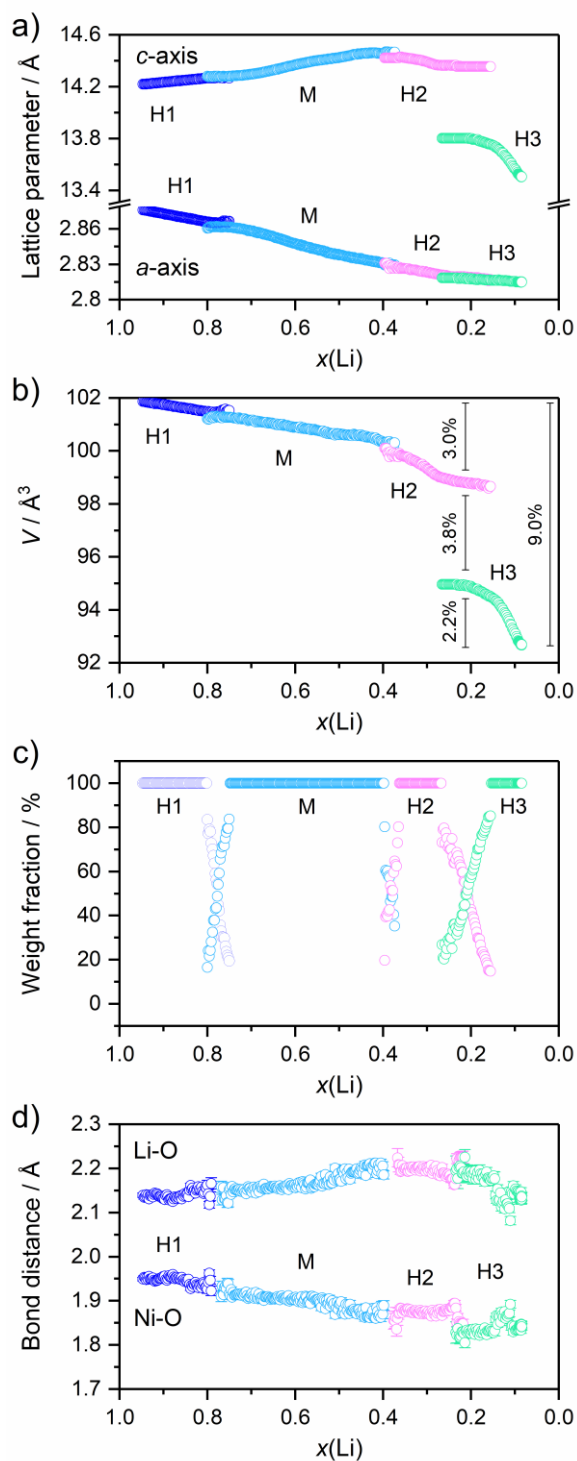 a)
14.6
c-axis
14.2
H1
M
H2
13.8
H3
13.4
H1
M
2.86
H2
H3
2.83
a-axis
2.8
Lattice parameter / Å
1.0 0.8 0.6 0.4 0.2 0.0
x(Li)
b)
102
100
98
96
94
92
V / Å³
H1
M
H2
H3
3.0%
3.8%
2.2%
9.0%
1.0 0.8 0.6 0.4 0.2 0.0
x(Li)
c)
100
80
60
40
20
0
Weight fraction / %
H1
M
H2
H3
1.0 0.8 0.6 0.4 0.2 0.0
x(Li)
d)
2.3
2.2
2.1
2.0
1.9
1.8
1.7
Bond distance / Å
Li-O
H1
M
H2
H3
Ni-O
1.0 0.8 0.6 0.4 0.2 0.0
x(Li)